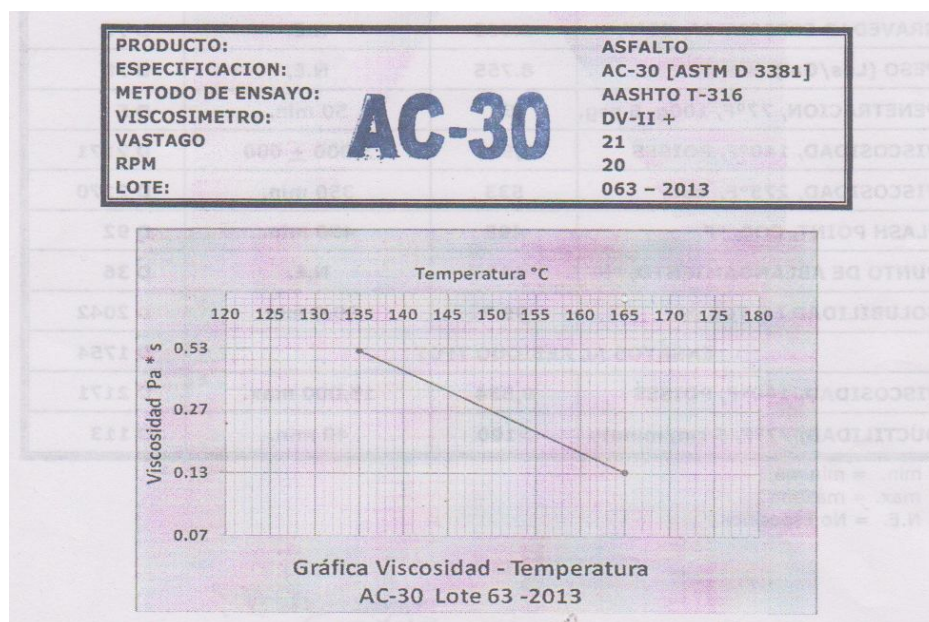 PRODUCTO: ASFALTO
ESPECIFICACION: AC-30 [ASTM D 3381]
METODO DE ENSAYO: AASHTO T-316
VISCOSIMETRO: DV-II +
VASTAGO 21
RPM 20
LOTE: 063 – 2013
AC-30
Temperatura °C
120 125 130 135 140 145 150 155 160 165 170 175 180
Viscosidad Pa * s
0.53
0.27
0.13
0.07
Gráfica Viscosidad - Temperatura
AC-30 Lote 63 -2013